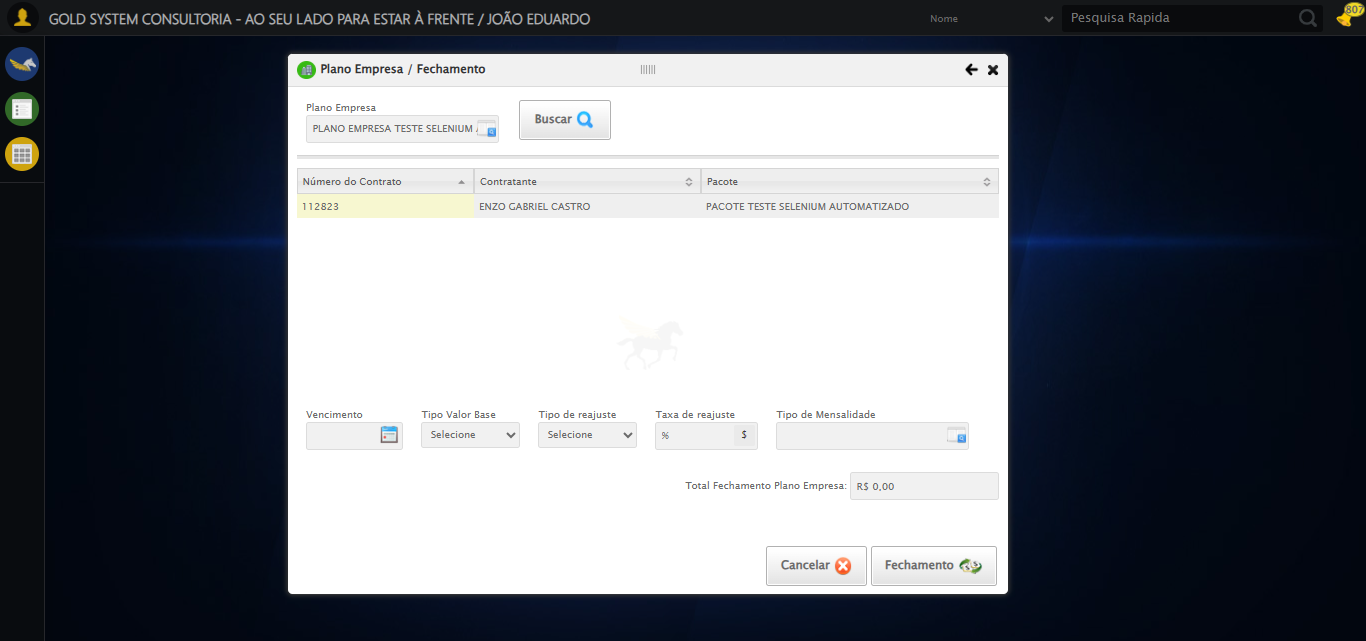 GOLD SYSTEM CONSULTORIA - AO SEU LADO PARA ESTAR À FRENTE / JOÃO EDUARDO
Nome
Pesquisa Rapida
807
Plano Empresa / Fechamento
Plano Empresa
PLANO EMPRESA TESTE SELENIUM
Buscar
Número do Contrato Contratante Pacote
112823 ENZO GABRIEL CASTRO PACOTE TESTE SELENIUM AUTOMATIZADO
Vencimento Tipo Valor Base Tipo de reajuste Taxa de reajuste Tipo de Mensalidade
Selecione Selecione % $
Total Fechamento Plano Empresa: R$ 0,00
Cancelar Fechamento